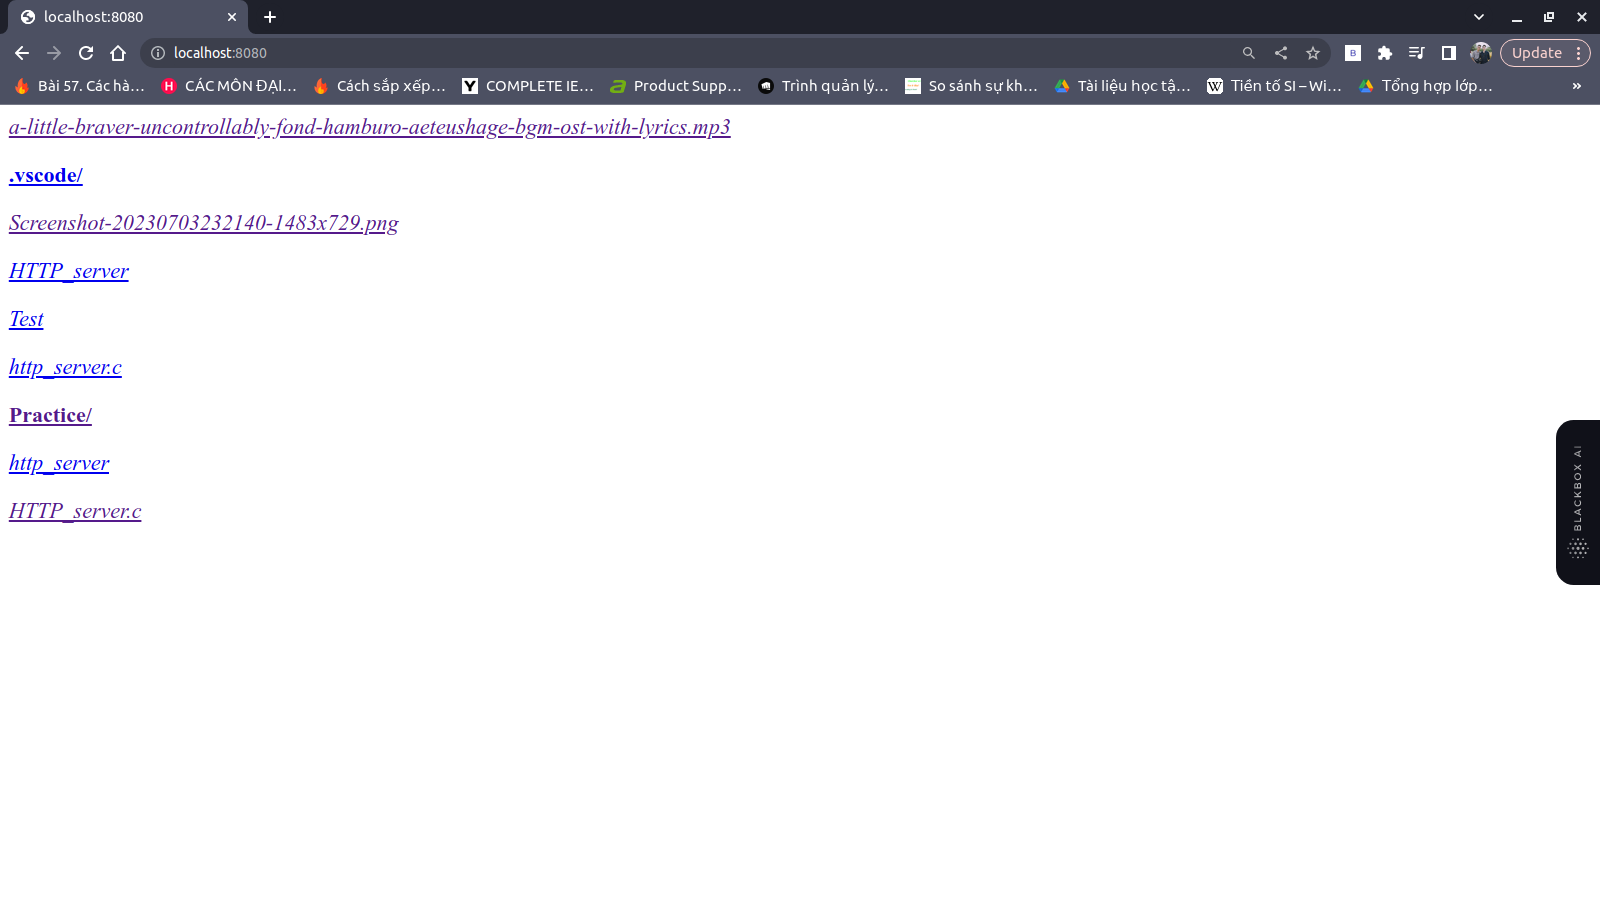 localhost:8080
localhost:8080
Update
Bài 57. Các hà...
CÁC MÔN ĐẠI...
Cách sắp xếp...
COMPLETE IE...
Product Supp...
Trình quản lý...
So sánh sự kh...
Tài liệu học tậ...
Tiền tố SI – Wi...
Tổng hợp lớp...
a-little-braver-uncontrollably-fond-hamburo-aeteushage-bgm-ost-with-lyrics.mp3
.vscode/
Screenshot-20230703232140-1483x729.png
HTTP_server
Test
http_server.c
Practice/
http_server
HTTP_server.c
BLACKBOX AI